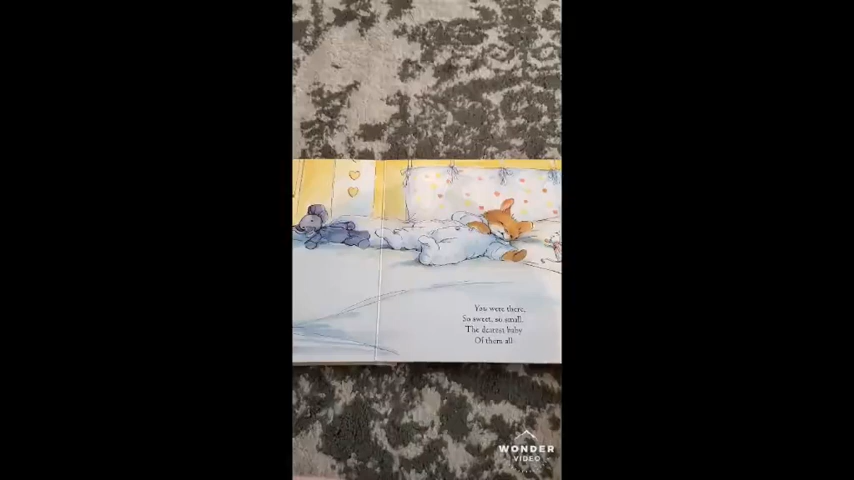 You were there,
So sweet, so small.
The dearest baby
Of them all
WONDER
VIDEO